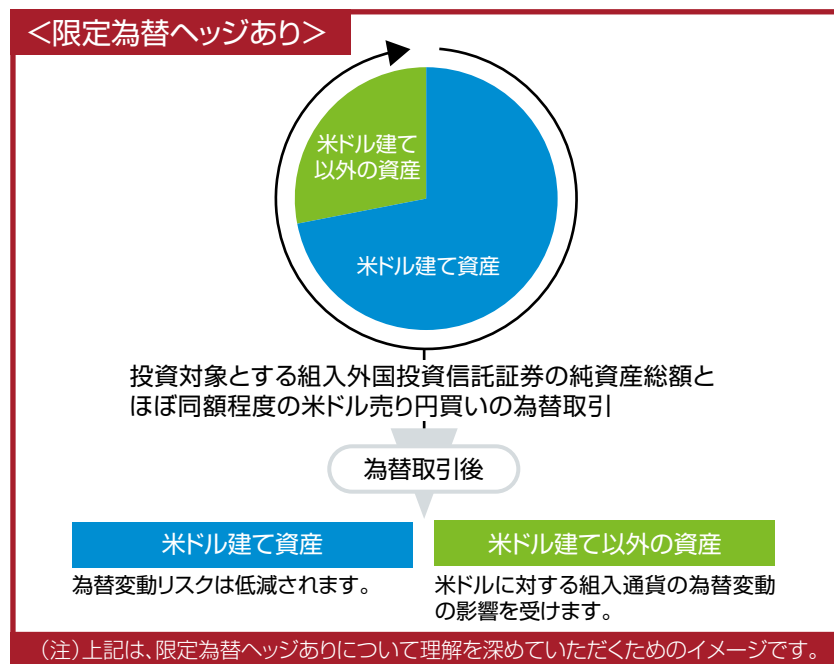 ＜限定為替ヘッジあり＞
米ドル建て
以外の資産
米ドル建て資産
投資対象とする組入外国投資信託証券の純資産総額と
ほぼ同額程度の米ドル売り円買いの為替取引
為替取引後
米ドル建て資産
為替変動リスクは低減されます。
米ドル建て以外の資産
米ドルに対する組入通貨の為替変動
の影響を受けます。
（注）上記は、限定為替ヘッジありについて理解を深めていただくためのイメージです。